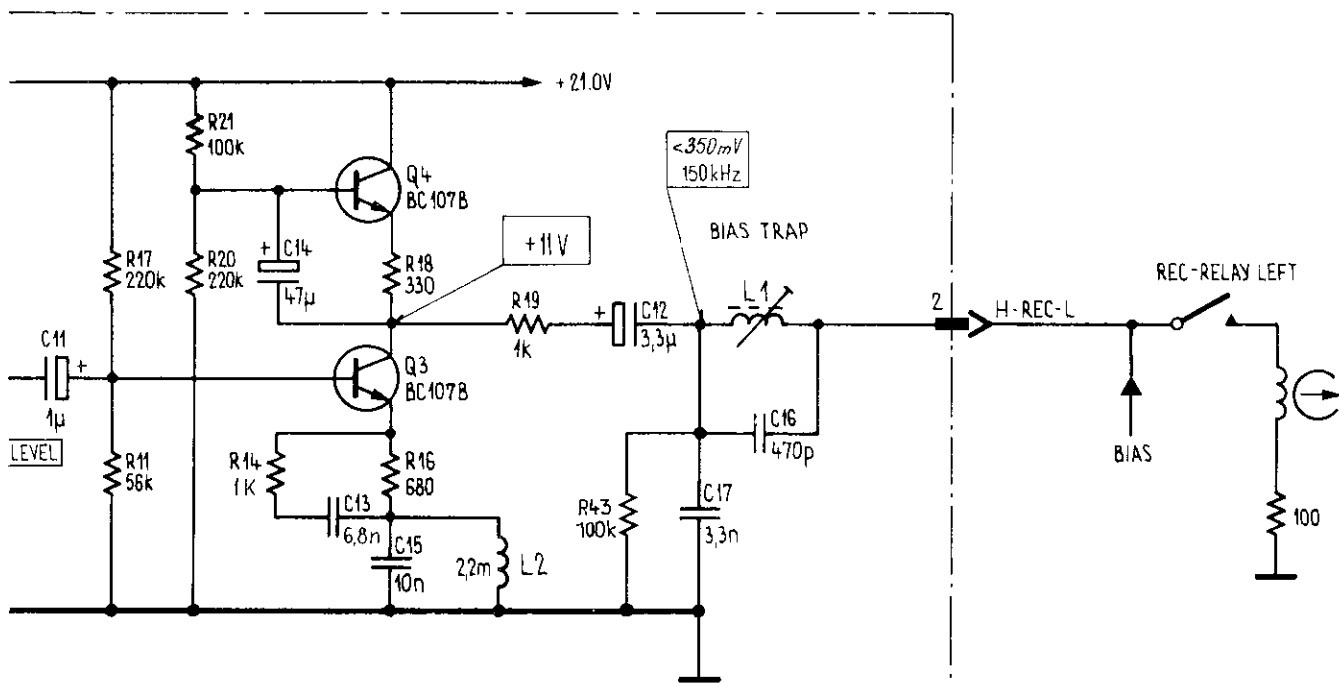 + 21.0V
R21
100k
<350mV
150kHz
Q4
BC107B
BIAS TRAP
+
C14
+11V
R17
220k
R20
220k
R18
330
47µ
REC-RELAY LEFT
L1
R19
1k
+
C12
3,3µ
2
H-REC-L
C11
+
1µ
Q3
BC107B
LEVEL
R11
56k
R14
1K
R16
680
C16
470p
BIAS
C13
6,8n
C15
10n
2,2m
L2
R43
100k
C17
3,3n
100